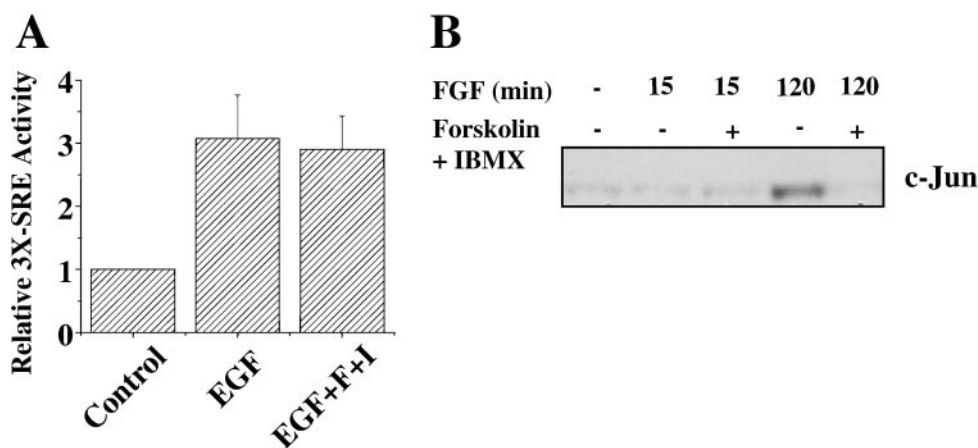 A
Relative 3X-SRE Activity
4
3
2
1
0
Control
EGF
EGF+F+I
B
FGF (min) - 15 15 120 120
Forskolin - - + - +
+ IBMX
c-Jun